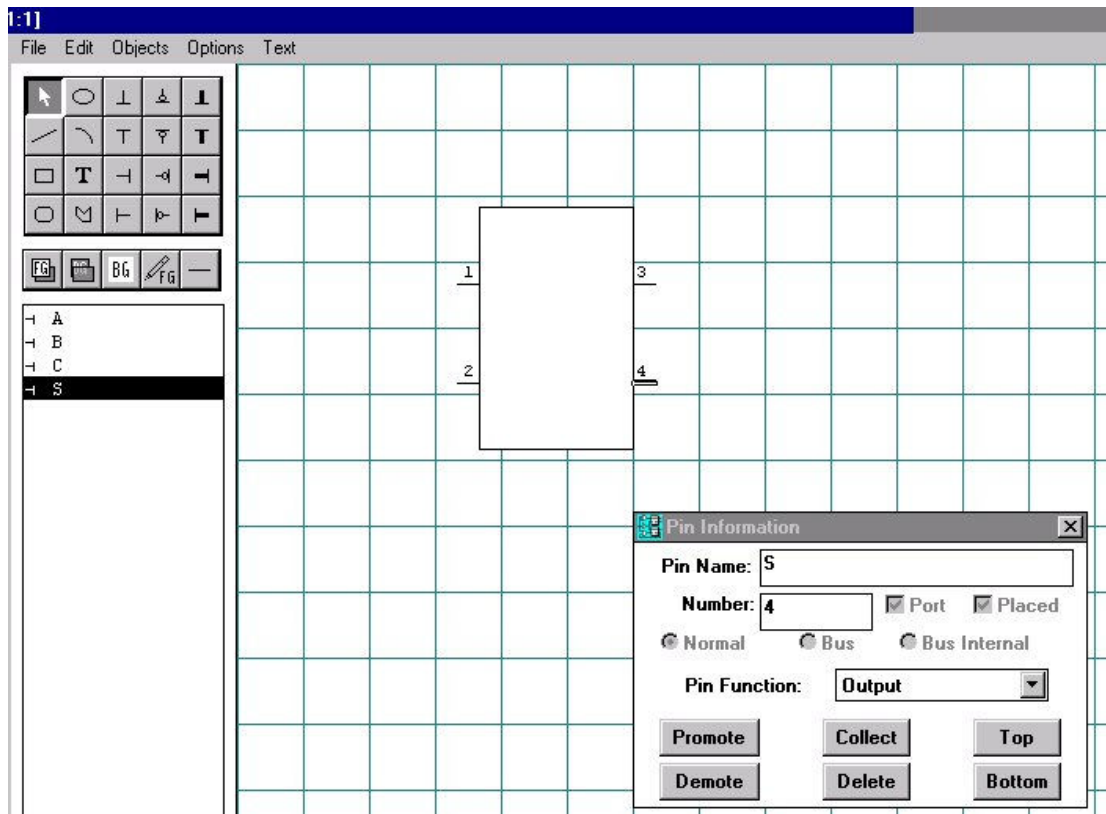 1:1]
File Edit Objects Options Text
T
FG BG FG
A
B
C
S
1 3
2 4
Pin Information
Pin Name: S
Number: 4 Port Placed
Normal Bus Bus Internal
Pin Function: Output
Promote Collect Top
Demote Delete Bottom